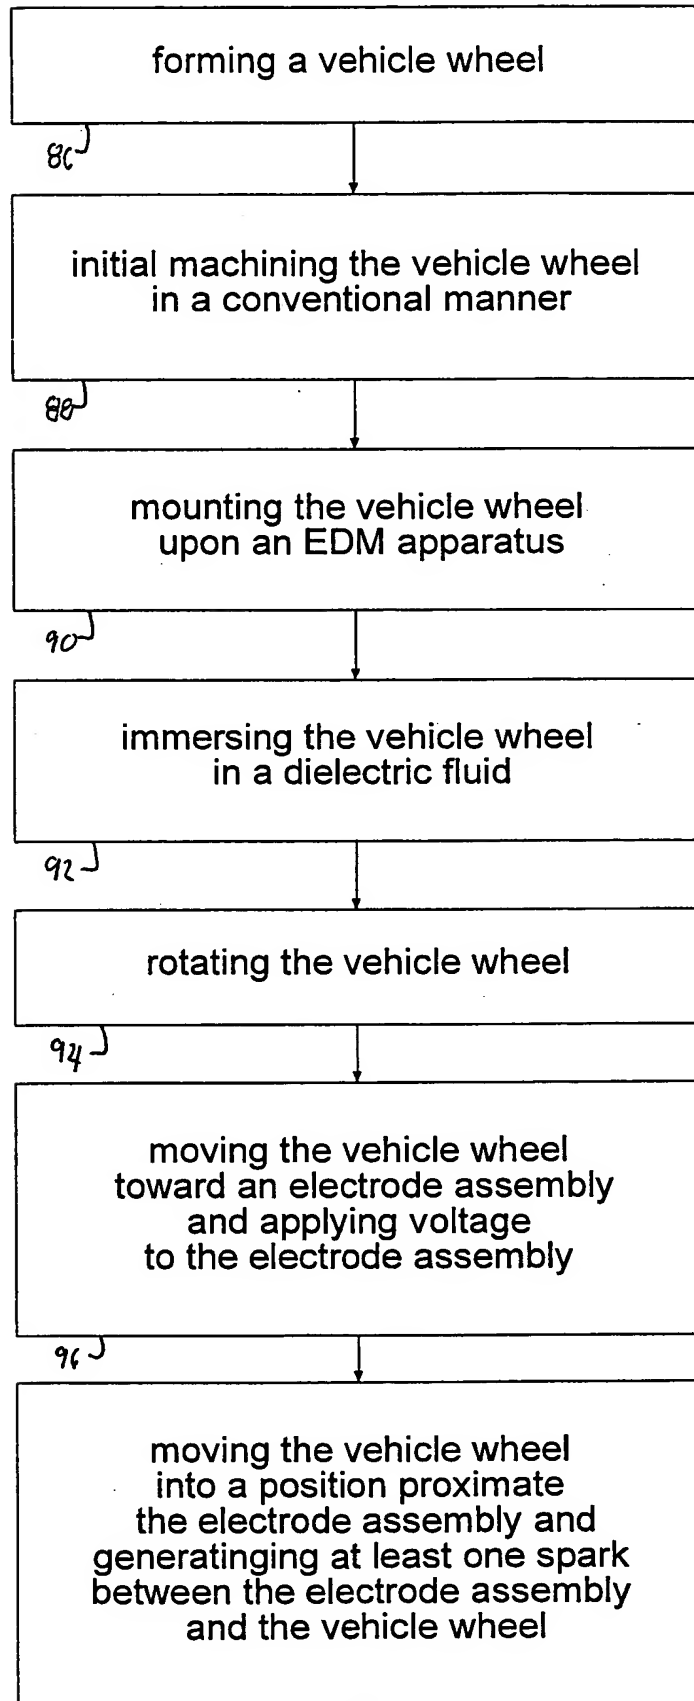 forming a vehicle wheel
86
initial machining the vehicle wheel
in a conventional manner
88
mounting the vehicle wheel
upon an EDM apparatus
90
immersing the vehicle wheel
in a dielectric fluid
92
rotating the vehicle wheel
94
moving the vehicle wheel
toward an electrode assembly
and applying voltage
to the electrode assembly
96
moving the vehicle wheel
into a position proximate
the electrode assembly and
generatinging at least one spark
between the electrode assembly
and the vehicle wheel